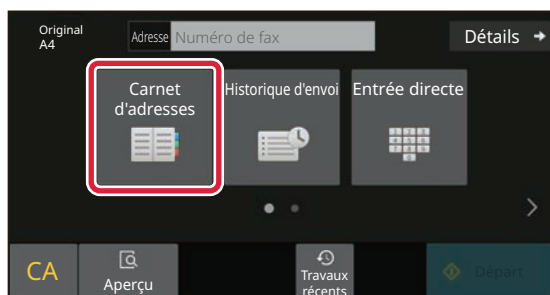 Original
A4
Adresse Numéro de fax
Détails
Carnet
d'adresses
Historique d'envoi
Entrée directe
CA
Aperçu
Travaux
récents
Départ